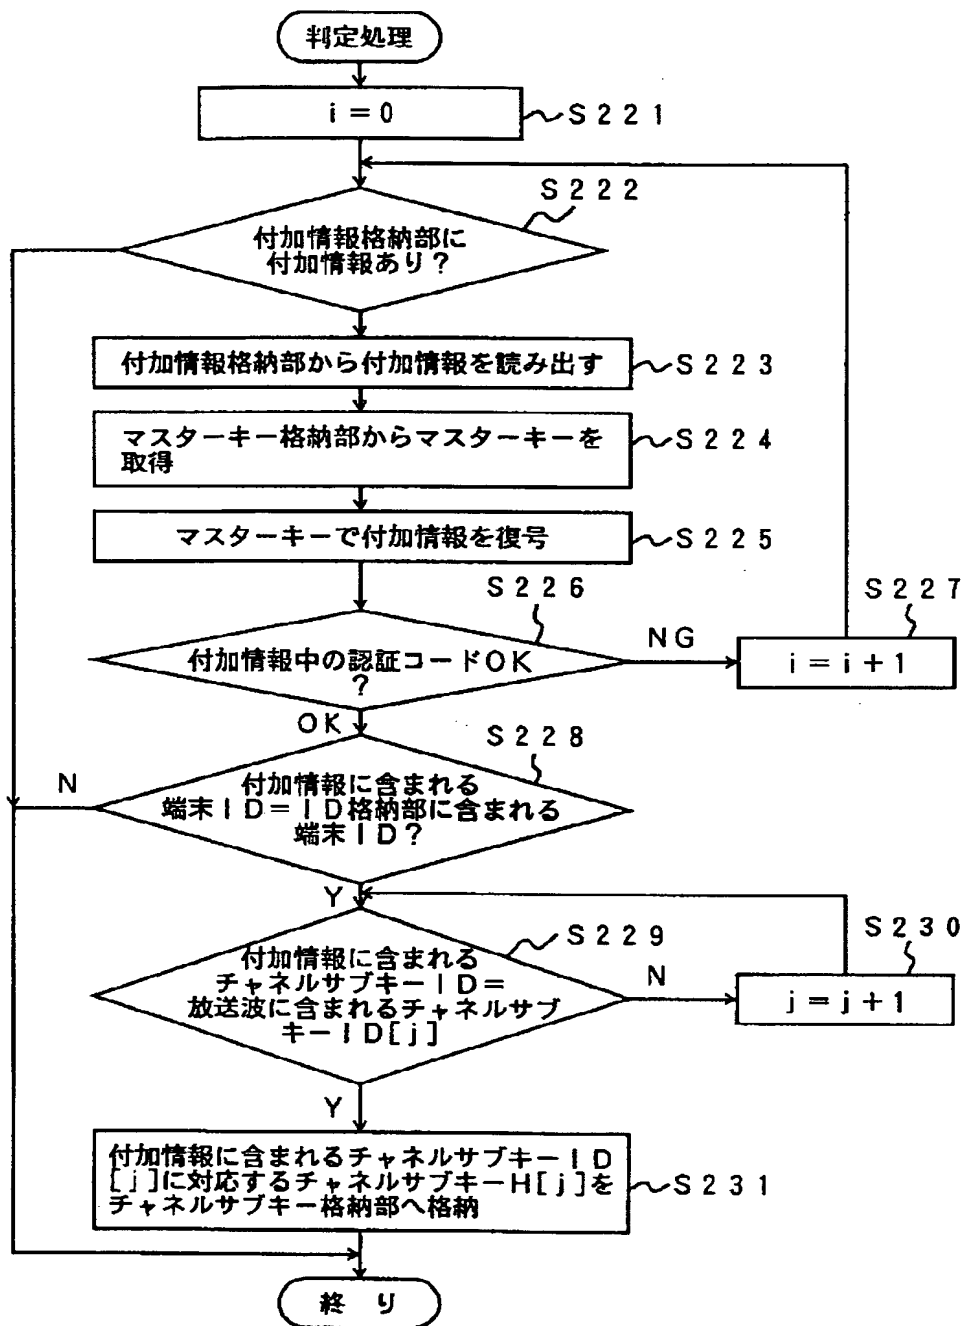 判定処理
i=0
S221
S222
付加情報格納部に
付加情報あり?
付加情報格納部から付加情報を読み出す
S223
マスターキー格納部からマスターキーを
取得
S224
マスターキーで付加情報を復号
S225
S226
付加情報中の認証コードOK
?
NG
S227
i=i+1
OK
S228
付加情報に含まれる
端末ID=ID格納部に含まれる
端末ID?
N
Y
S229
付加情報に含まれる
チャネルサブキーID=
放送波に含まれるチャネルサブ
キーID[j]
N
S230
j=j+1
Y
付加情報に含まれるチャネルサブキーID
[j]に対応するチャネルサブキーH[j]を
チャネルサブキー格納部へ格納
S231
終り